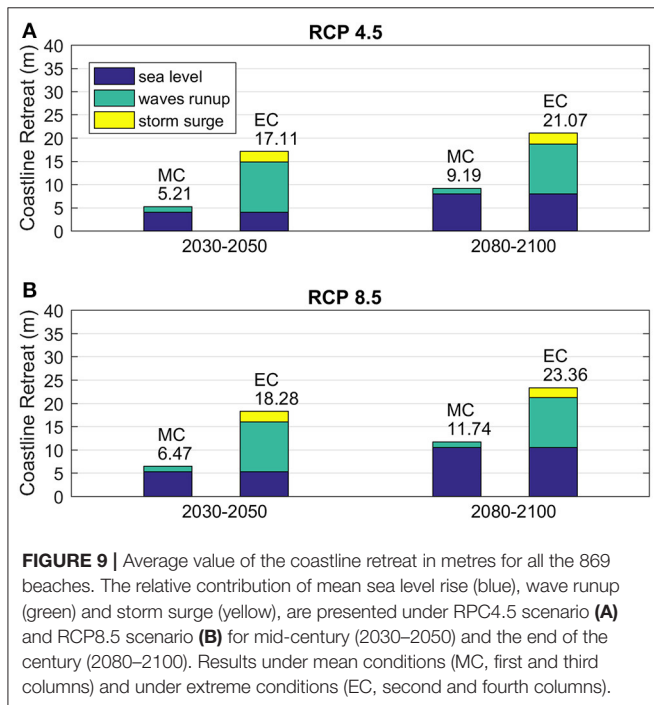 A
RCP 4.5
Coastline Retreat (m)
40
35
30
25
20
15
10
5
0
sea level
waves runup
storm surge
MC
5.21
EC
17.11
MC
9.19
EC
21.07
2030-2050
2080-2100
B
RCP 8.5
Coastline Retreat (m)
40
35
30
25
20
15
10
5
0
MC
6.47
EC
18.28
MC
11.74
EC
23.36
2030-2050
2080-2100
FIGURE 9 | Average value of the coastline retreat in metres for all the 869
beaches. The relative contribution of mean sea level rise (blue), wave runup
(green) and storm surge (yellow), are presented under RPC4.5 scenario (A)
and RCP8.5 scenario (B) for mid-century (2030–2050) and the end of the
century (2080–2100). Results under mean conditions (MC, first and third
columns) and under extreme conditions (EC, second and fourth columns).